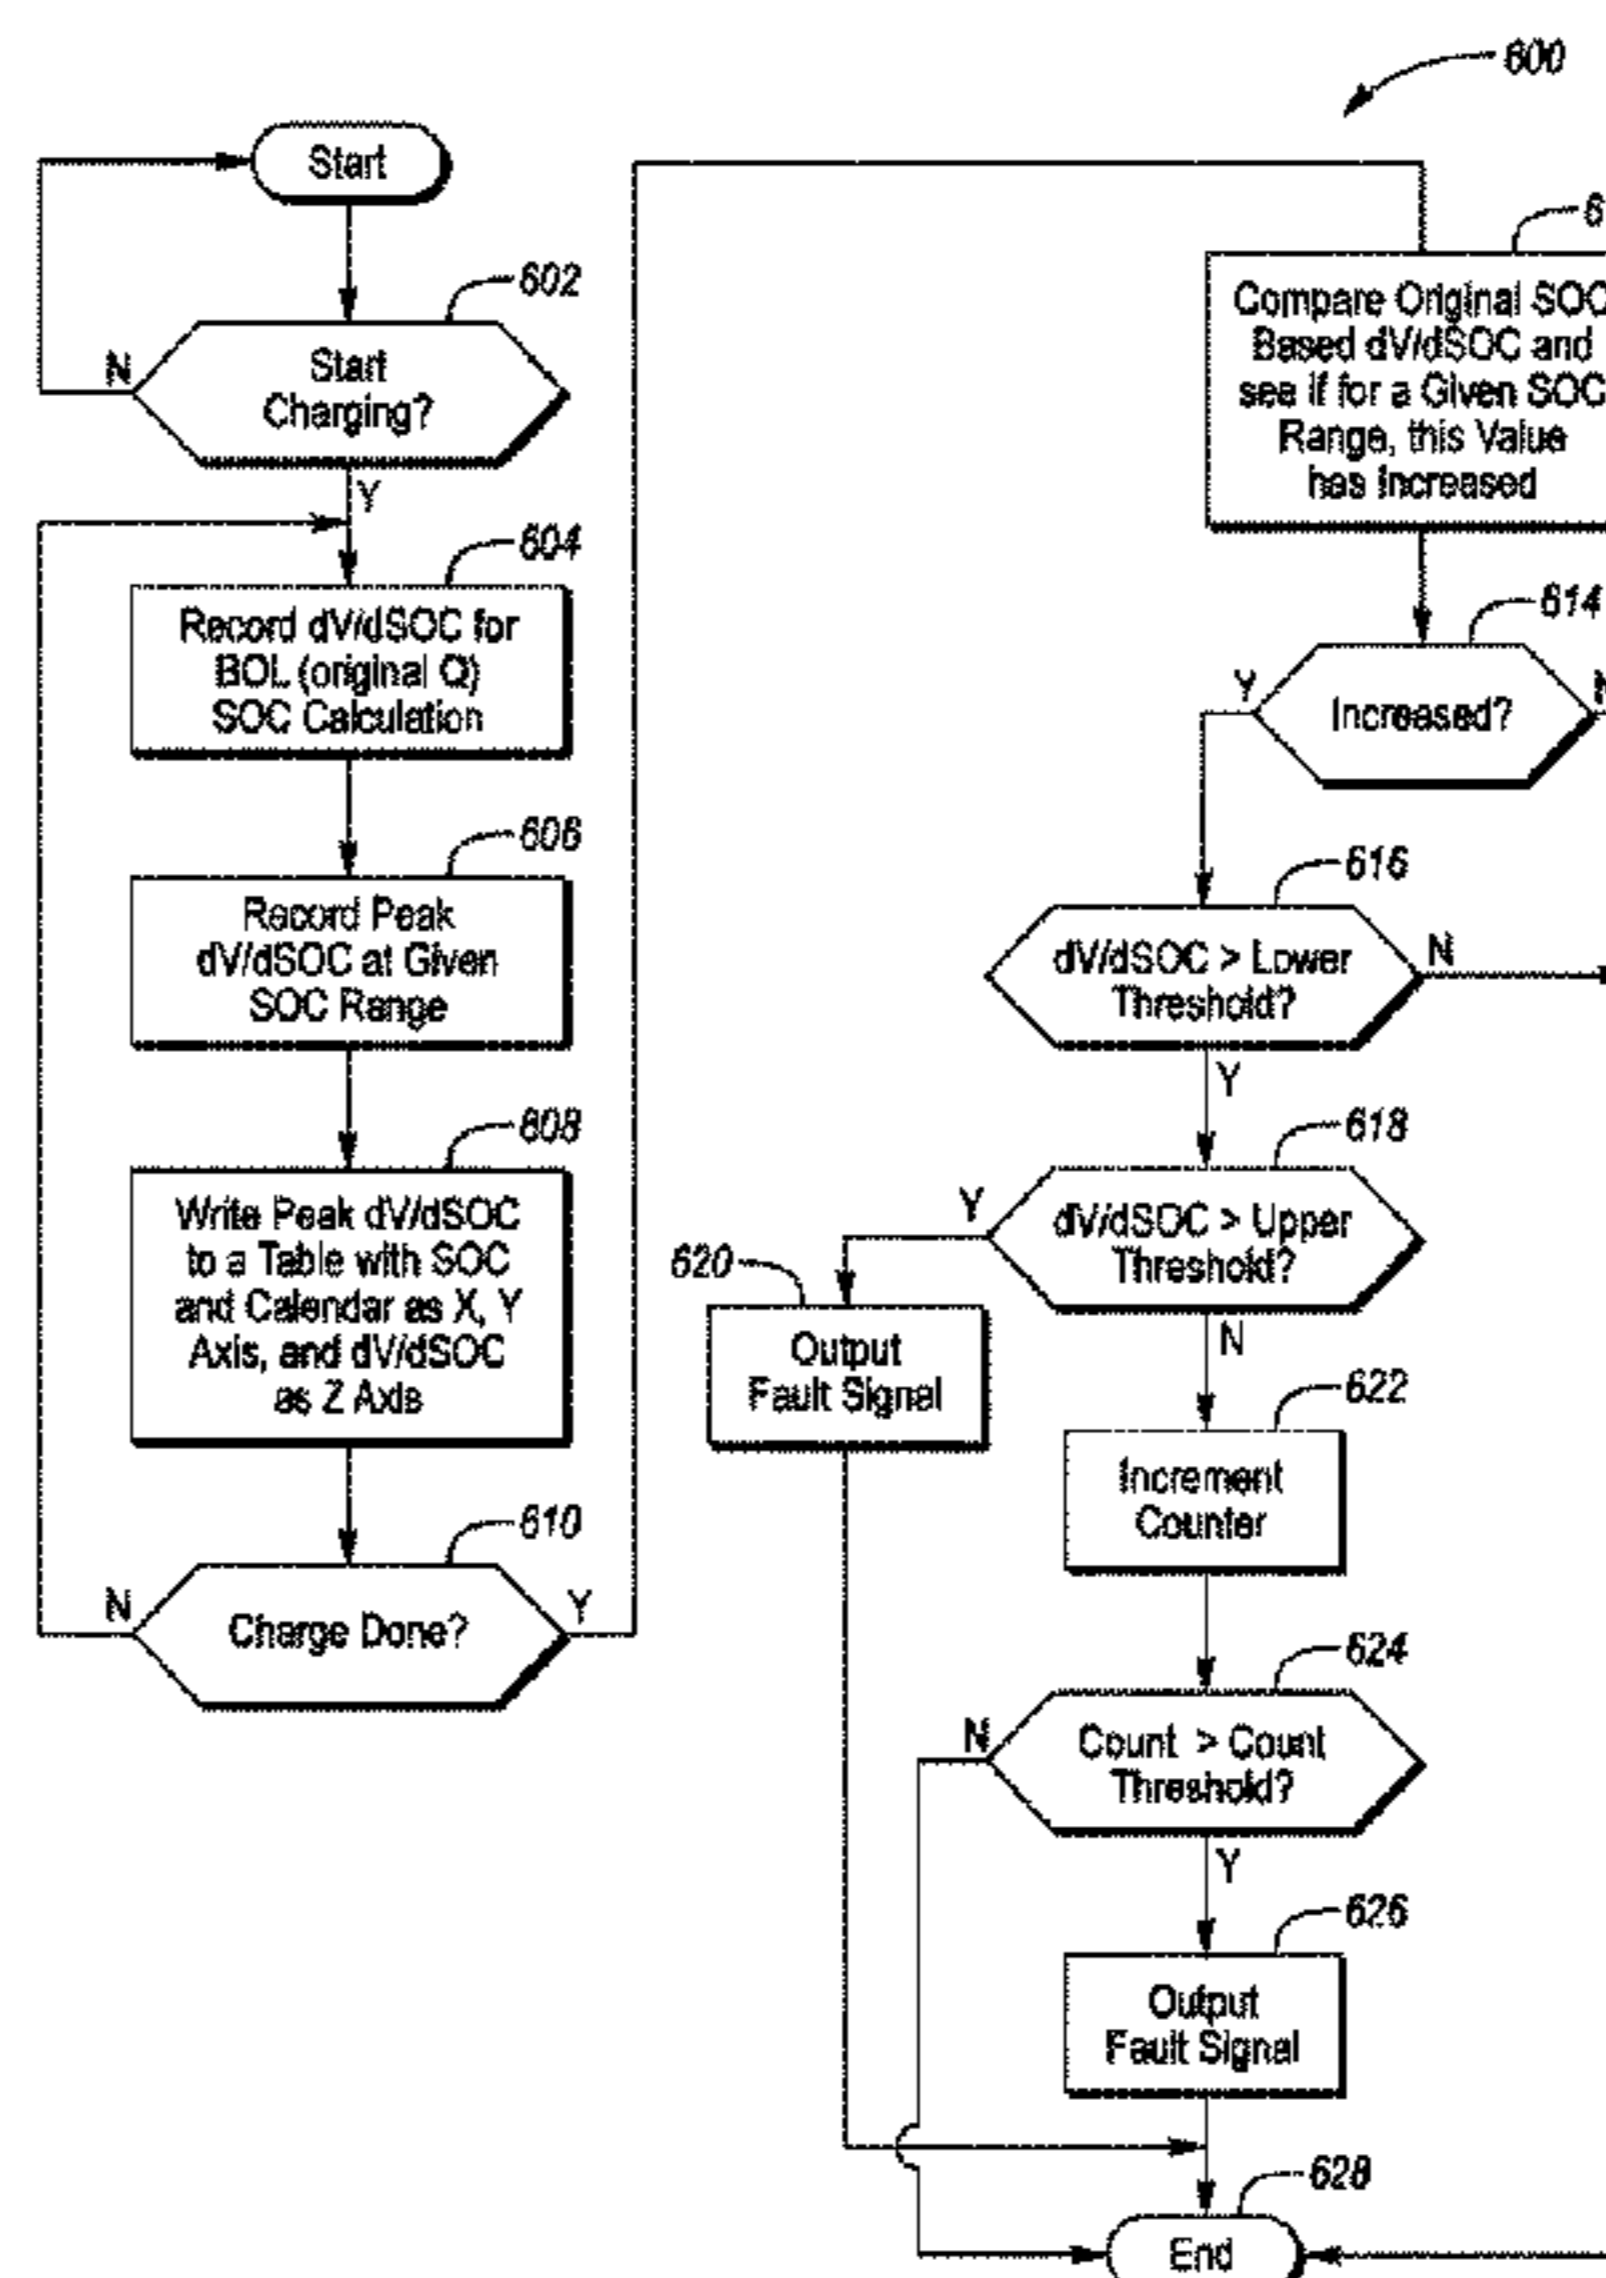 600
Start
602
N
Start
Charging?
Y
604
Record dV/dSOC for
BOL (original Q)
SOC Calculation
606
Record Peak
dV/dSOC at Given
SOC Range
608
Write Peak dV/dSOC
to a Table with SOC
and Calendar as X, Y
Axis, and dV/dSOC
as Z Axis
610
N
Charge Done?
Y
6
Compare Original SOC
Based dV/dSOC and
see if for a Given SOC
Range, this Value
has Increased
614
Y
Increased?
616
dV/dSOC > Lower
Threshold?
N
Y
618
Y
dV/dSOC > Upper
Threshold?
N
620
Output
Fault Signal
622
Increment
Counter
624
N
Count > Count
Threshold?
Y
626
Output
Fault Signal
628
End